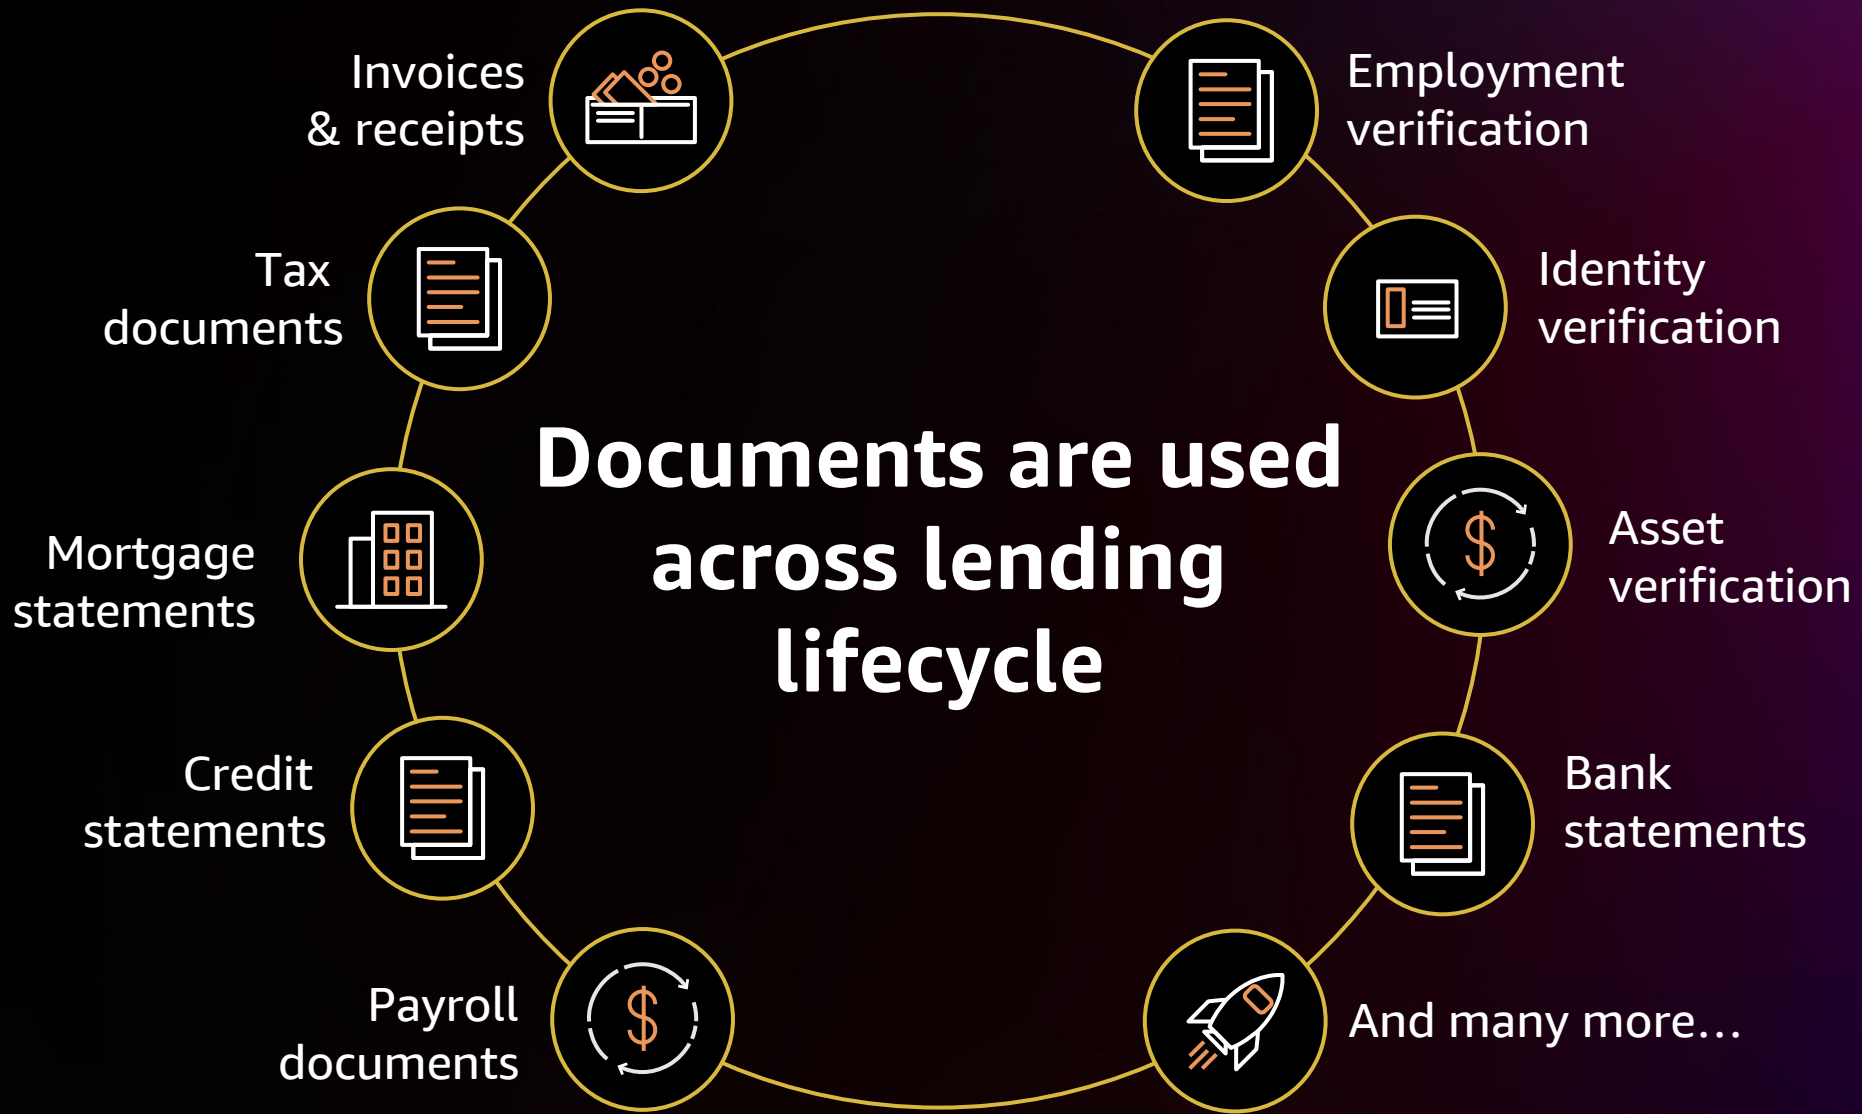 Invoices
& receipts
Employment
verification
Tax
documents
Identity
verification
Documents are used
across lending
lifecycle
Mortgage
statements
Asset
verification
Credit
statements
Bank
statements
Payroll
documents
And many more…